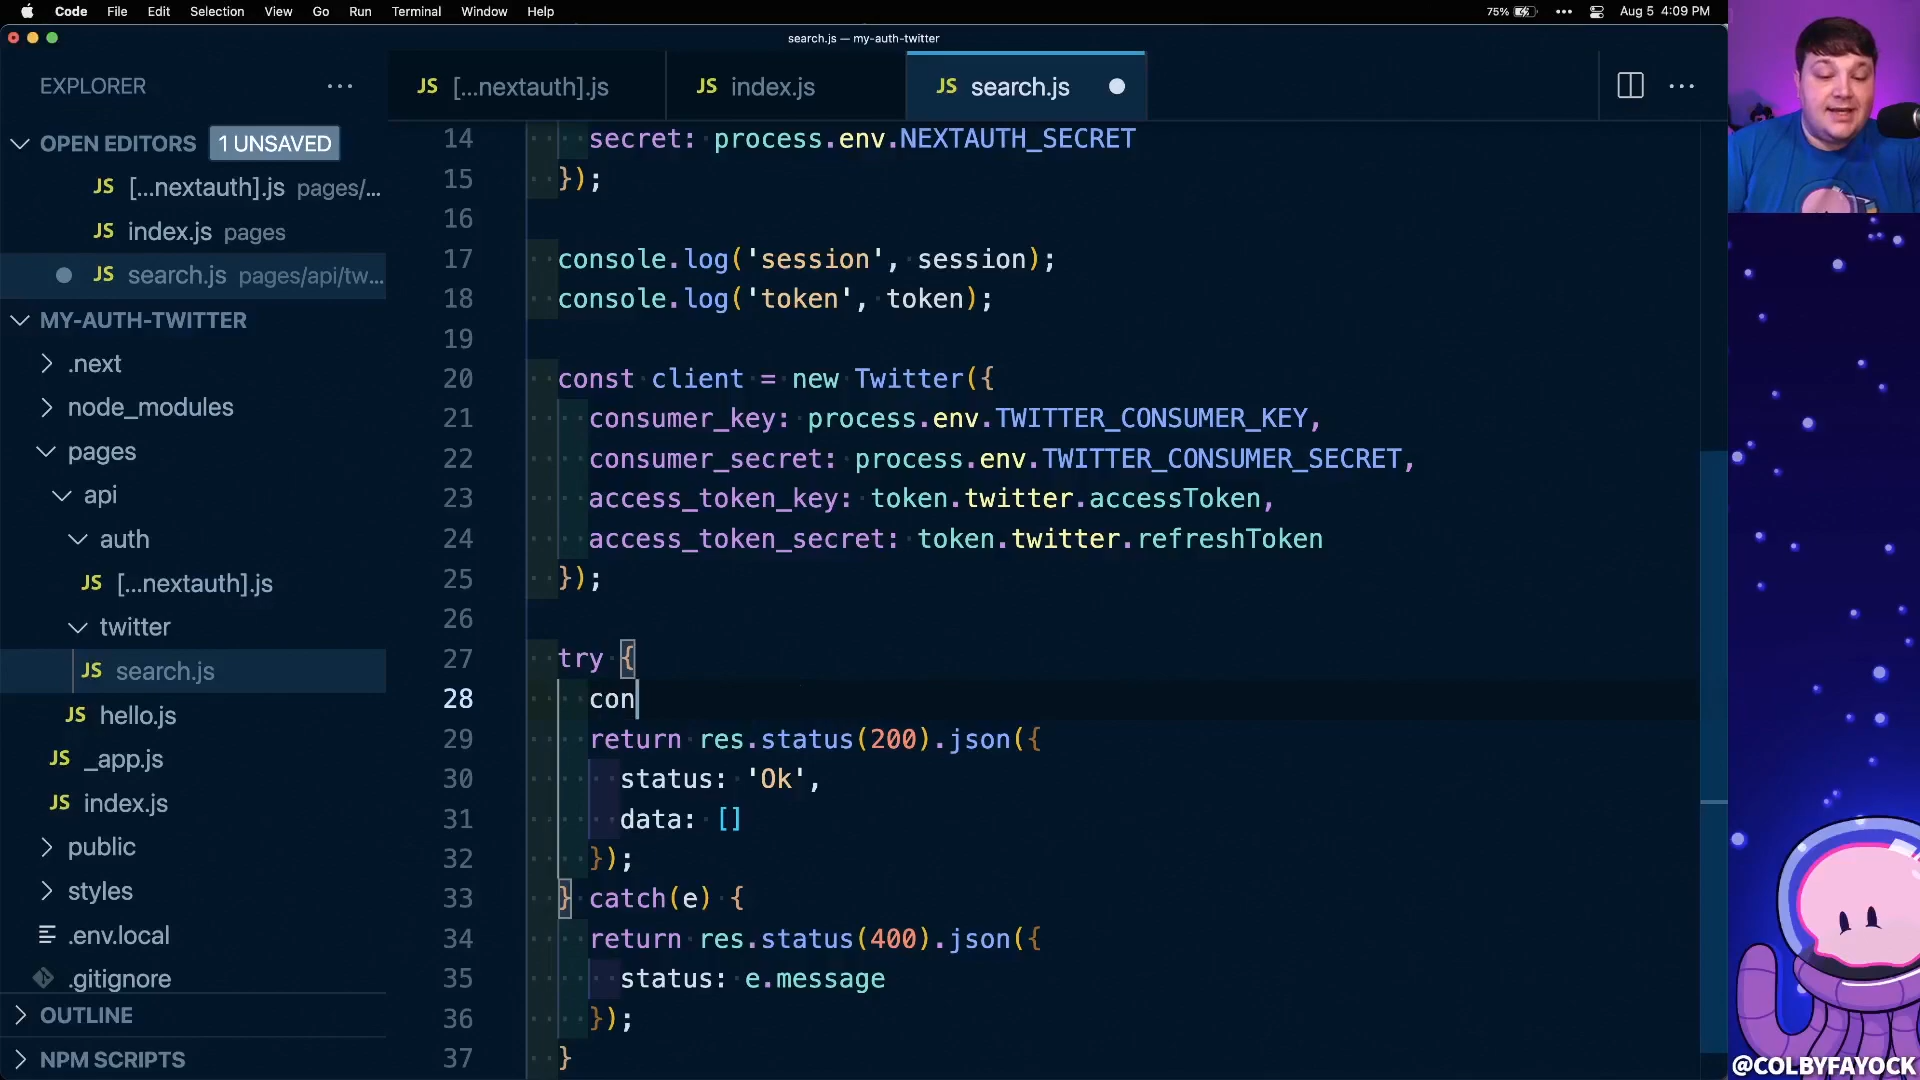 Code File Edit Selection View Go Run Terminal Window Help 75% Aug 5 4:09 PM
search.js — my-auth-twitter
EXPLORER
JS [...nextauth].js
JS index.js
JS search.js
OPEN EDITORS 1 UNSAVED
JS [...nextauth].js pages/...
JS index.js pages
JS search.js pages/api/tw...
MY-AUTH-TWITTER
.next
node_modules
pages
api
auth
JS [...nextauth].js
twitter
JS search.js
JS hello.js
JS _app.js
JS index.js
public
styles
.env.local
.gitignore
OUTLINE
NPM SCRIPTS
14 secret: process.env.NEXTAUTH_SECRET
15 });
16
17 console.log('session', session);
18 console.log('token', token);
19
20 const client = new Twitter({
21 consumer_key: process.env.TWITTER_CONSUMER_KEY,
22 consumer_secret: process.env.TWITTER_CONSUMER_SECRET,
23 access_token_key: token.twitter.accessToken,
24 access_token_secret: token.twitter.refreshToken
25 });
26
27 try {
28 con
29 return res.status(200).json({
30 status: 'Ok',
31 data: []
32 });
33 } catch(e) {
34 return res.status(400).json({
35 status: e.message
36 });
37 }
@COLBYFAYOCK